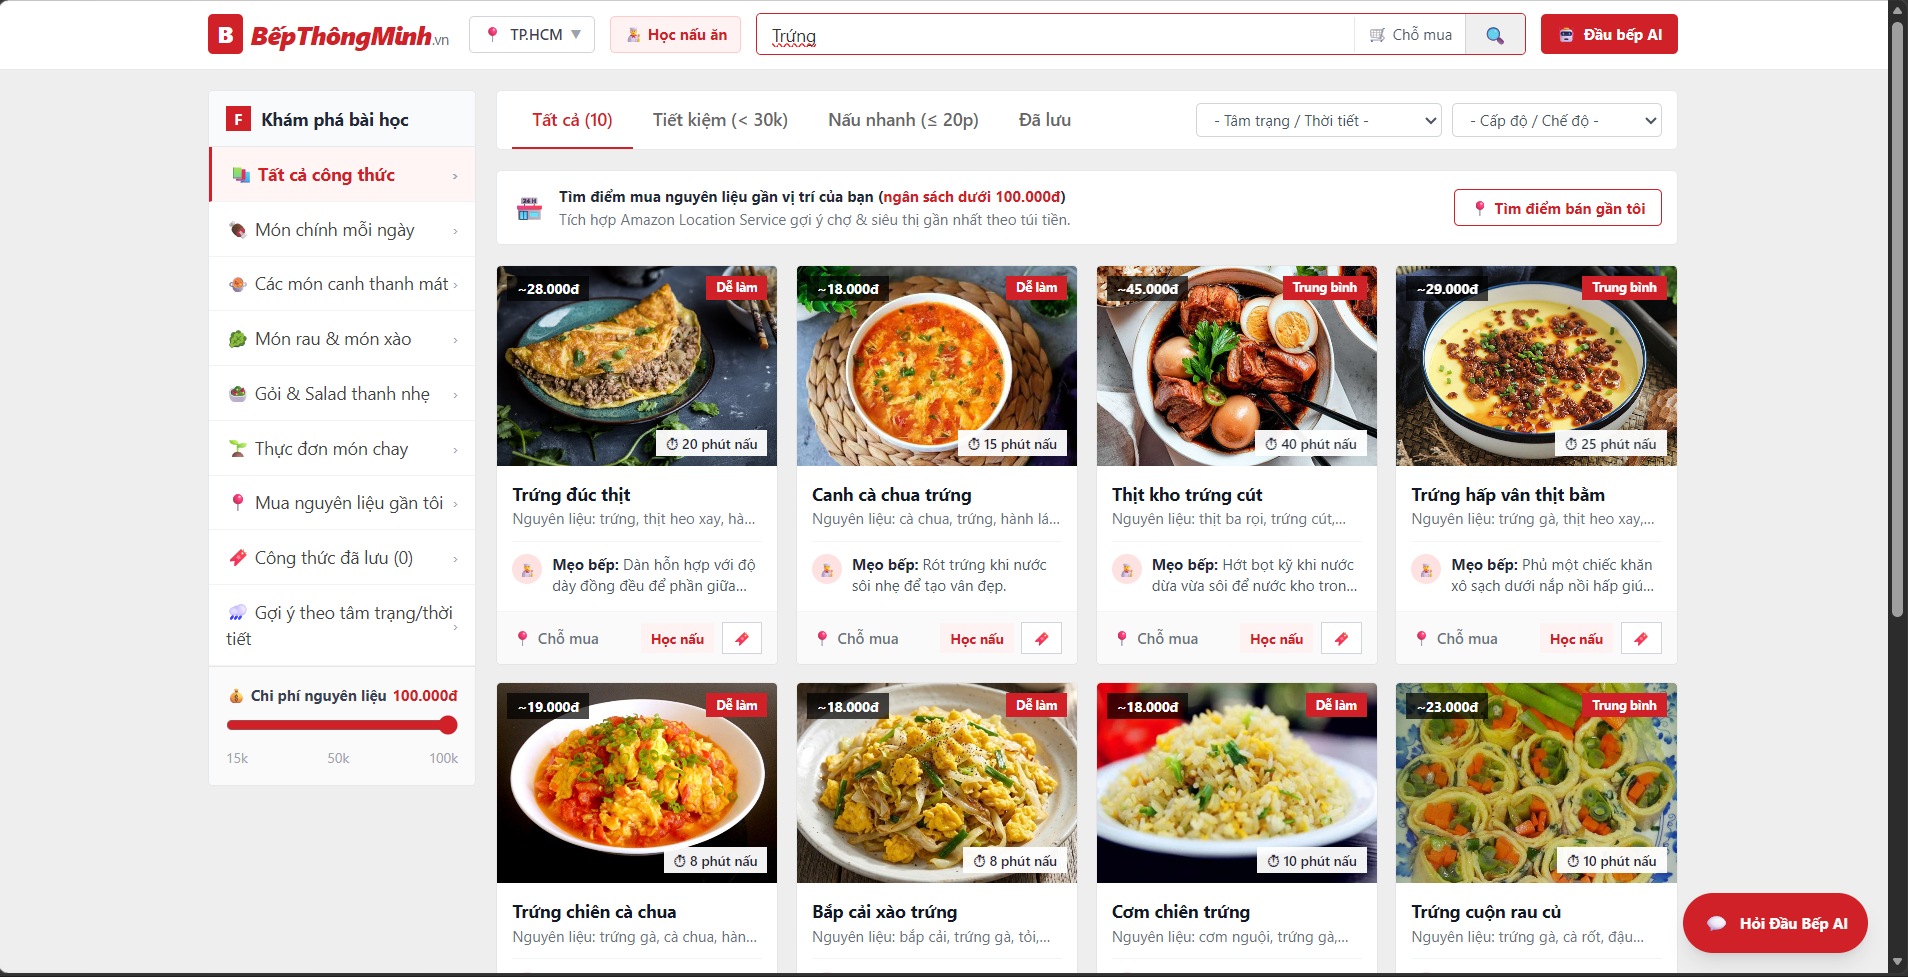 B BếpThôngMinh.vn
TP.HCM ▼
Học nấu ăn
Trứng
Chỗ mua
Đầu bếp AI
F Khám phá bài học
Tất cả công thức ›
Món chính mỗi ngày ›
Các món canh thanh mát ›
Món rau & món xào ›
Gỏi & Salad thanh nhẹ ›
Thực đơn món chay ›
Mua nguyên liệu gần tôi ›
Công thức đã lưu (0) ›
Gợi ý theo tâm trạng/thời
tiết ›
Chi phí nguyên liệu 100.000đ
15k 50k 100k
Tất cả (10) Tiết kiệm (< 30k) Nấu nhanh (≤ 20p) Đã lưu
- Tâm trạng / Thời tiết -
- Cấp độ / Chế độ -
24 H
Tìm điểm mua nguyên liệu gần vị trí của bạn (ngân sách dưới 100.000đ)
Tích hợp Amazon Location Service gợi ý chợ & siêu thị gần nhất theo túi tiền.
Tìm điểm bán gần tôi
~28.000đ Dễ làm
20 phút nấu
Trứng đúc thịt
Nguyên liệu: trứng, thịt heo xay, hà...
Mẹo bếp: Dàn hỗn hợp với độ
dày đồng đều để phần giữa...
Chỗ mua Học nấu
~18.000đ Dễ làm
15 phút nấu
Canh cà chua trứng
Nguyên liệu: cà chua, trứng, hành lá...
Mẹo bếp: Rót trứng khi nước
sôi nhẹ để tạo vân đẹp.
Chỗ mua Học nấu
~45.000đ Trung bình
40 phút nấu
Thịt kho trứng cút
Nguyên liệu: thịt ba rọi, trứng cút,...
Mẹo bếp: Hớt bọt kỹ khi nước
dừa vừa sôi để nước kho tron...
Chỗ mua Học nấu
~29.000đ Trung bình
25 phút nấu
Trứng hấp vân thịt bằm
Nguyên liệu: trứng gà, thịt heo xay,...
Mẹo bếp: Phủ một chiếc khăn
xô sạch dưới nắp nồi hấp giú...
Chỗ mua Học nấu
~19.000đ Dễ làm
8 phút nấu
Trứng chiên cà chua
Nguyên liệu: trứng gà, cà chua, hàn...
~18.000đ Dễ làm
8 phút nấu
Bắp cải xào trứng
Nguyên liệu: bắp cải, trứng gà, tỏi,...
~18.000đ Dễ làm
10 phút nấu
Cơm chiên trứng
Nguyên liệu: cơm nguội, trứng gà,...
~23.000đ Trung bình
10 phút nấu
Trứng cuộn rau củ
Nguyên liệu: trứng gà, cà rốt, đậu...
Hỏi Đầu Bếp AI